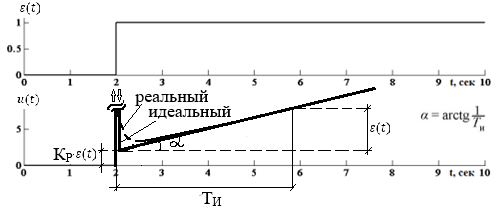 ε(t)
1
0.5
0
0 1 2 3 4 5 6 7 8 9 t, сек 10
u(t)
реальный
идеальный
α = arctg 1/Tи
5
α
ε(t)
KP·ε(t)
0
0 1 2 3 4 5 6 7 8 9 t, сек 10
TИ